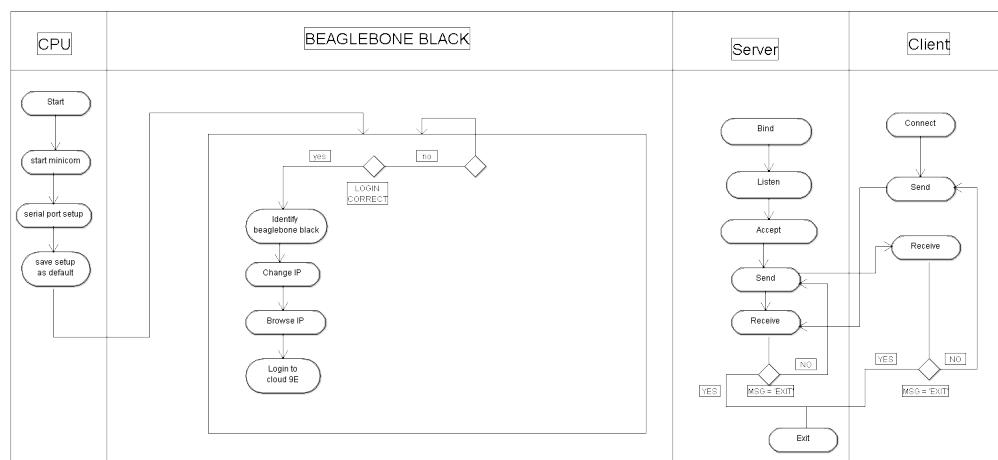 CPU
BEAGLEBONE BLACK
Server
Client
Start
start minicom
serial port setup
save setup
as default
yes
no
LOGIN
CORRECT
Identify
beaglebone black
Change IP
Browse IP
Login to
cloud 9E
Bind
Listen
Accept
Send
Receive
NO
YES
MSG = 'EXIT'
Exit
Connect
Send
Receive
YES
NO
MSG = 'EXIT'